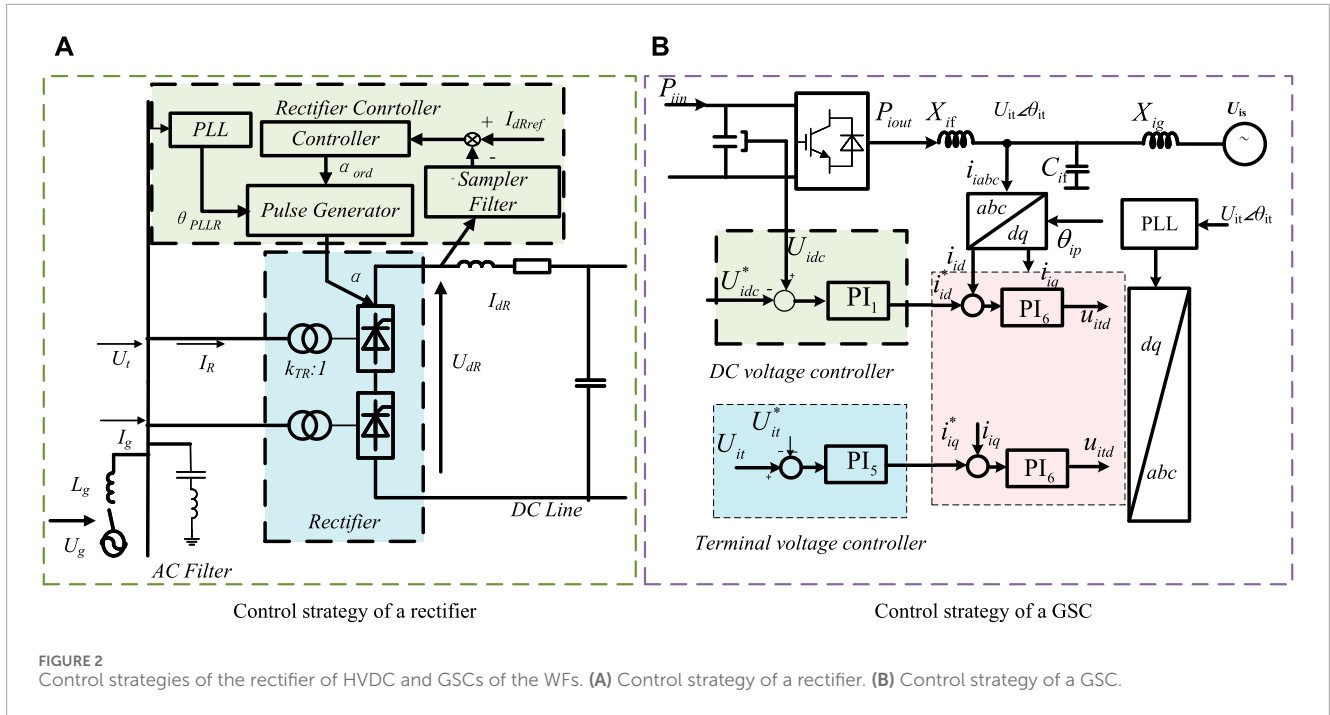 A
Rectifier Conrtoller
PLL
Controller
+ I_dRref
-
α_ord
- Sampler
Filter
θ_PLLR
Pulse Generator
α
I_dR
U_t
I_R
k_TR:1
U_dR
I_g
L_g
U_g
AC Filter
Rectifier
DC Line
Control strategy of a rectifier
B
P_iin
P_iout
X_if
U_it∠θ_it
X_ig
U_is
~
i_iabc
C_if
abc
dq
θ_ip
PLL
U_it∠θ_it
U_idc
i_id
i_iq
U*_idc
-
+
PI_1
i*_id
PI_6
u_itd
DC voltage controller
dq
abc
U_it
U*_it
-
-
+
PI_5
i*_iq
i_iq
PI_6
u_itd
Terminal voltage controller
Control strategy of a GSC
FIGURE 2
Control strategies of the rectifier of HVDC and GSCs of the WFs. (A) Control strategy of a rectifier. (B) Control strategy of a GSC.